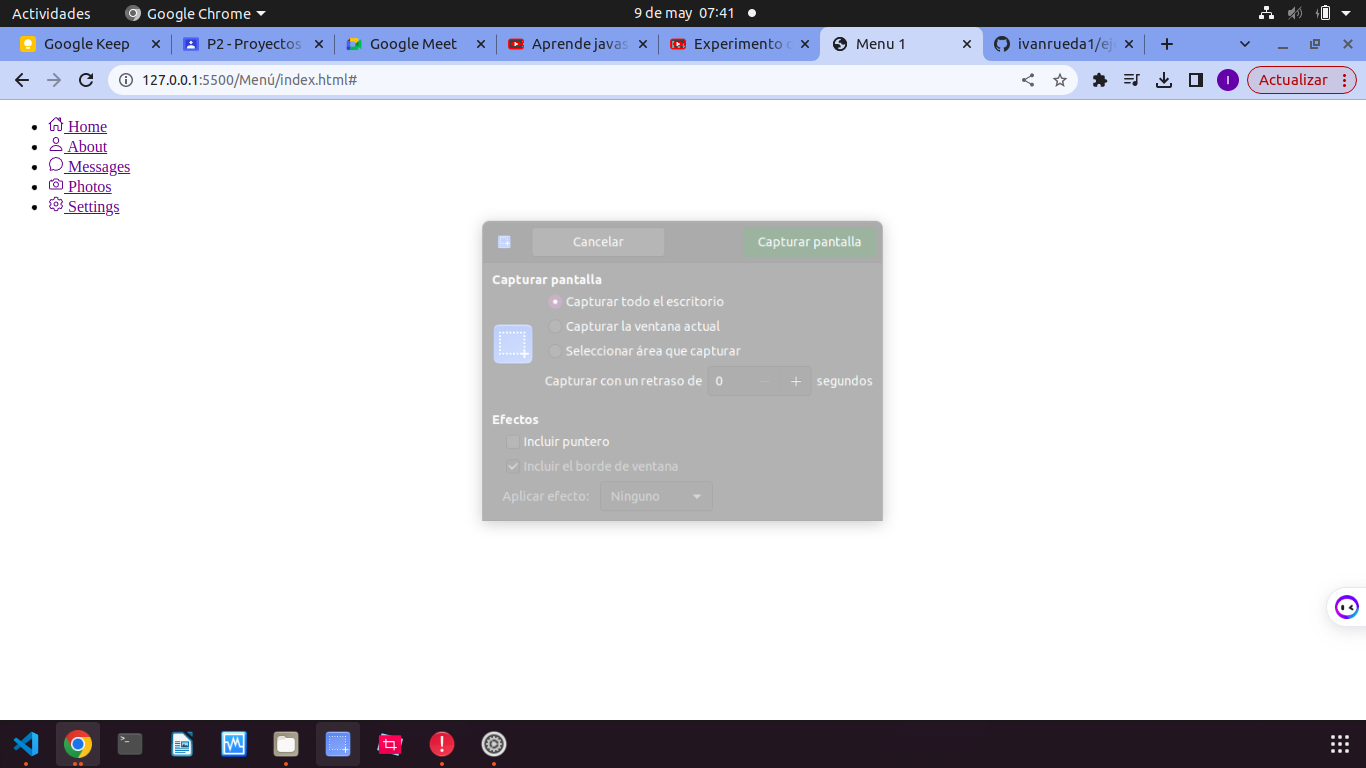 Actividades Google Chrome 9 de may 07:41
Google Keep P2 - Proyectos Google Meet Aprende javas Experimento Menu 1 ivanrueda1/eje
127.0.0.1:5500/Menú/index.html# I Actualizar
Home
About
Messages
Photos
Settings
Cancelar Capturar pantalla
Capturar pantalla
Capturar todo el escritorio
Capturar la ventana actual
Seleccionar área que capturar
Capturar con un retraso de 0 segundos
Efectos
Incluir puntero
Incluir el borde de ventana
Aplicar efecto: Ninguno